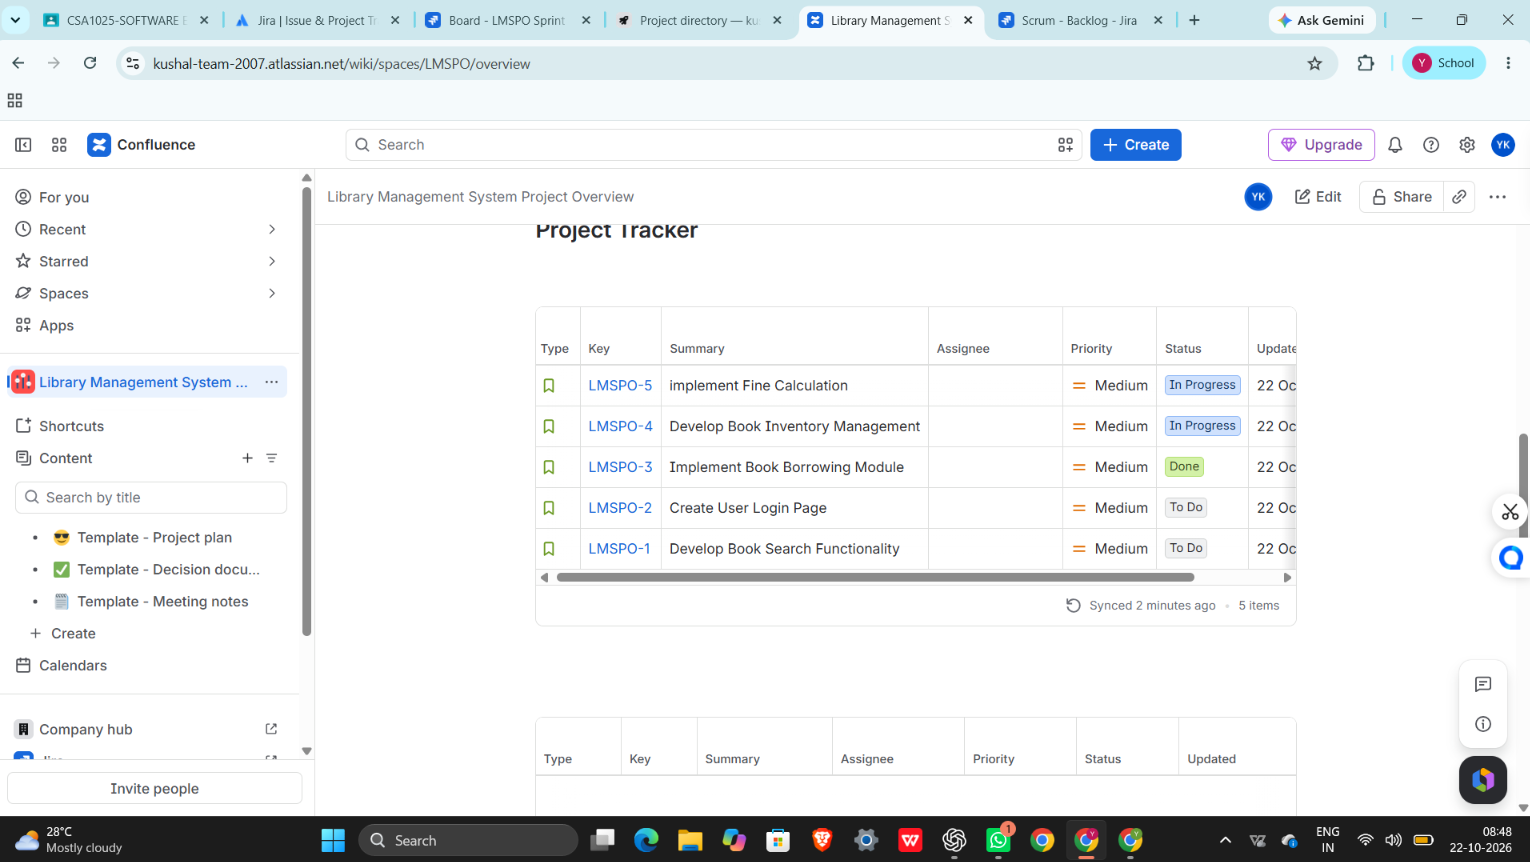 CSA1025-SOFTWARE E
Jira | Issue & Project Tr
Board - LMSPO Sprint
Project directory — ku
Library Management S
Scrum - Backlog - Jira
Ask Gemini
kushal-team-2007.atlassian.net/wiki/spaces/LMSPO/overview
Y School
Confluence
Search
+ Create
Upgrade
YK
For you
Recent
Starred
Spaces
Apps
Library Management System ...
Shortcuts
Content
Search by title
Template - Project plan
Template - Decision docu...
Template - Meeting notes
+ Create
Calendars
Company hub
Invite people
Library Management System Project Overview
YK
Edit
Share
Project Tracker
Type Key Summary Assignee Priority Status Update
LMSPO-5 implement Fine Calculation Medium In Progress 22 Oc
LMSPO-4 Develop Book Inventory Management Medium In Progress 22 Oc
LMSPO-3 Implement Book Borrowing Module Medium Done 22 Oc
LMSPO-2 Create User Login Page Medium To Do 22 Oc
LMSPO-1 Develop Book Search Functionality Medium To Do 22 Oc
Synced 2 minutes ago • 5 items
Type Key Summary Assignee Priority Status Updated
28°C
Mostly cloudy
Search
1
ENG
IN
08:48
22-10-2026